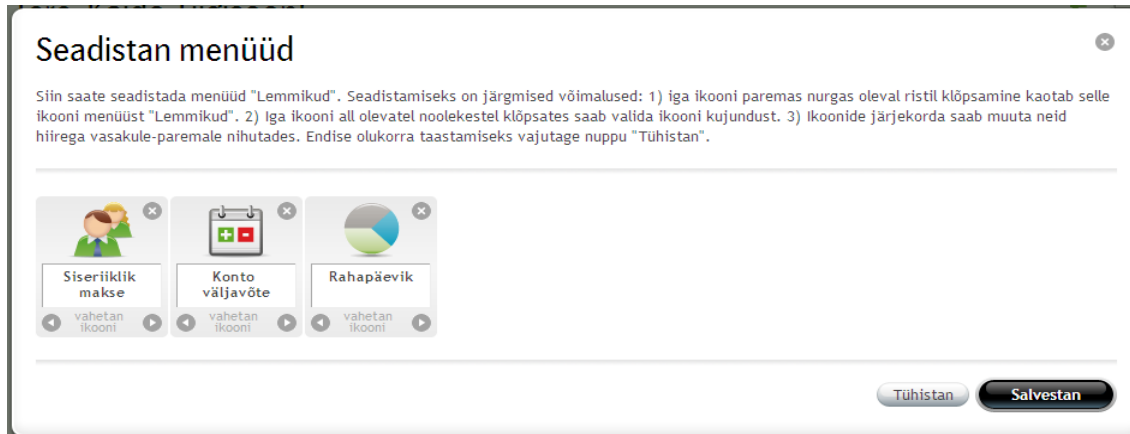 Seadistan menüüd
Siin saate seadistada menüüd "Lemmikud". Seadistamiseks on järgmised võimalused: 1) iga ikooni paremas nurgas oleval ristil klõpsamine kaotab selle
ikooni menüüst "Lemmikud". 2) Iga ikooni all olevatel noolekestel klõpsates saab valida ikooni kujundust. 3) Ikoonide järjekorda saab muuta neid
hiirega vasakule-paremale nihutades. Endise olukorra taastamiseks vajutage nuppu "Tühistan".
Siseriiklik
makse
vahetan
ikooni
Konto
väljavõte
vahetan
ikooni
Rahapäevik
vahetan
ikooni
Tühistan
Salvestan